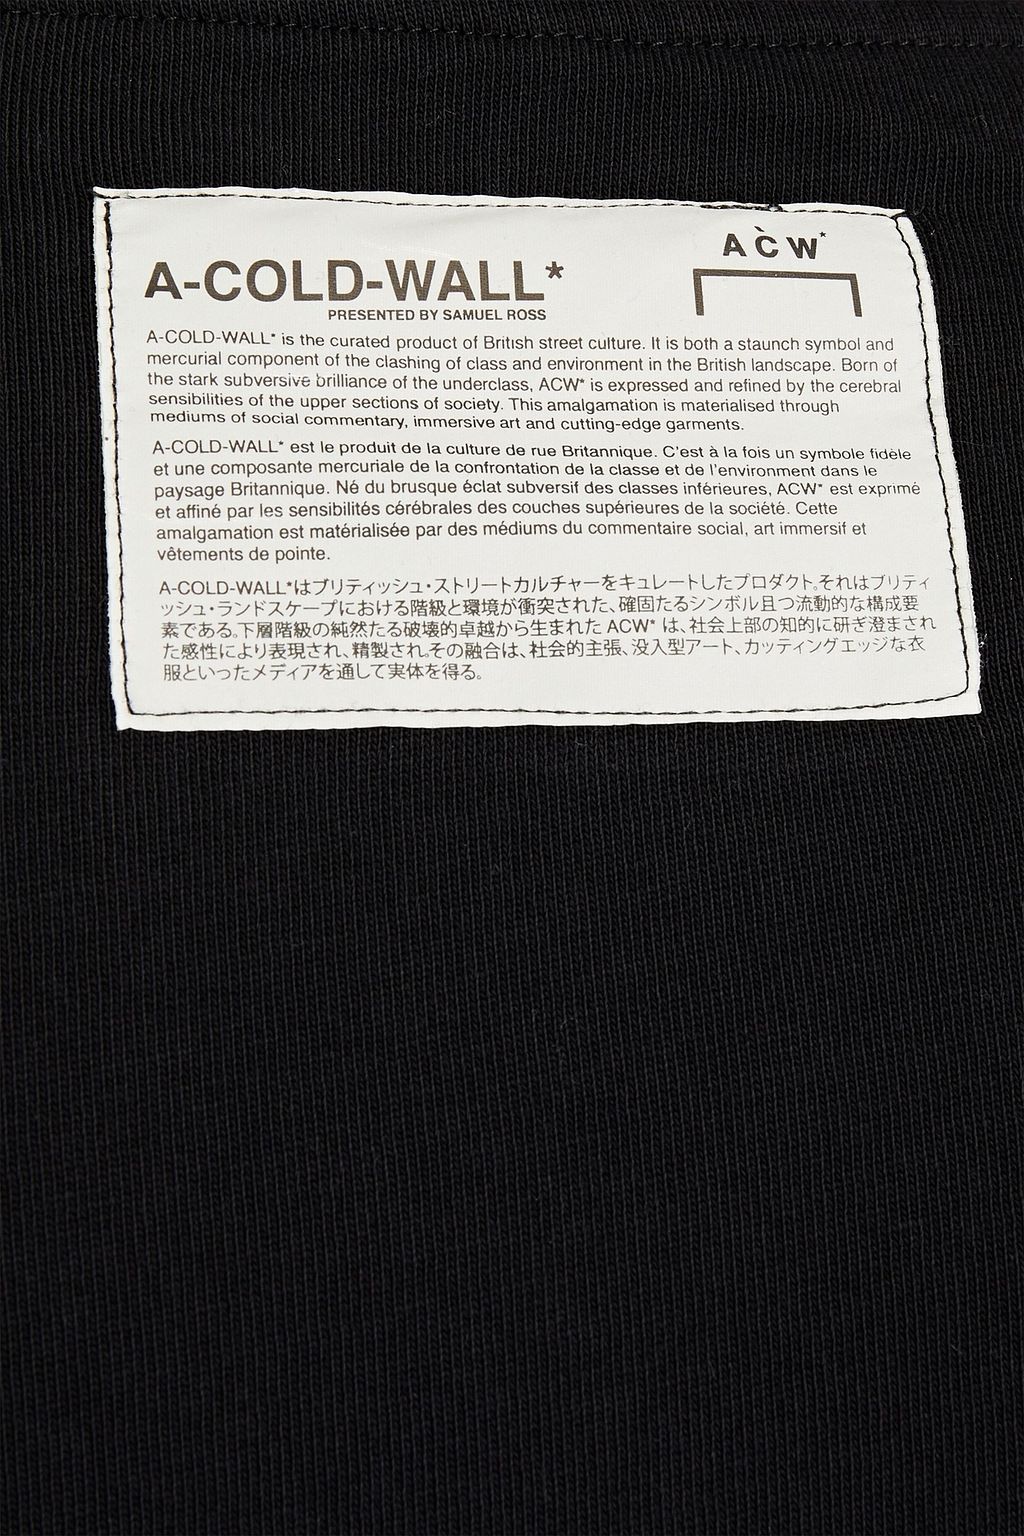 A-COLD-WALL*
PRESENTED BY SAMUEL ROSS
ACW*
A-COLD-WALL* is the curated product of British street culture. It is both a staunch symbol and
mercurial component of the clashing of class and environment in the British landscape. Born of
the stark subversive brilliance of the underclass, ACW* is expressed and refined by the cerebral
sensibilities of the upper sections of society. This amalgamation is materialised through
mediums of social commentary, immersive art and cutting-edge garments.
A-COLD-WALL* est le produit de la culture de rue Britannique. C'est à la fois un symbole fidèle
et une composante mercuriale de la confrontation de la classe et de l'environment dans le
paysage Britannique. Né du brusque éclat subversif des classes inférieures, ACW* est exprimé
et affiné par les sensibilités cérébrales des couches supérieures de la société. Cette
amalgamation est matérialisée par des médiums du commentaire social, art immersif et
vêtements de pointe.
A-COLD-WALL*はブリティッシュ・ストリートカルチャーをキュレートしたプロダクト。それはブリティ
ッシュ・ランドスケープにおける階級と環境が衝突された、確固たるシンボル且つ流動的な構成要
素である。下層階級の純然たる破壊的卓越から生まれた ACW* は、社会上部の知的に研ぎ澄まされ
た感性により表現され、精製され。その融合は、社会的主張、没入型アート、カッティングエッジな衣
服といったメディアを通して実体を得る。